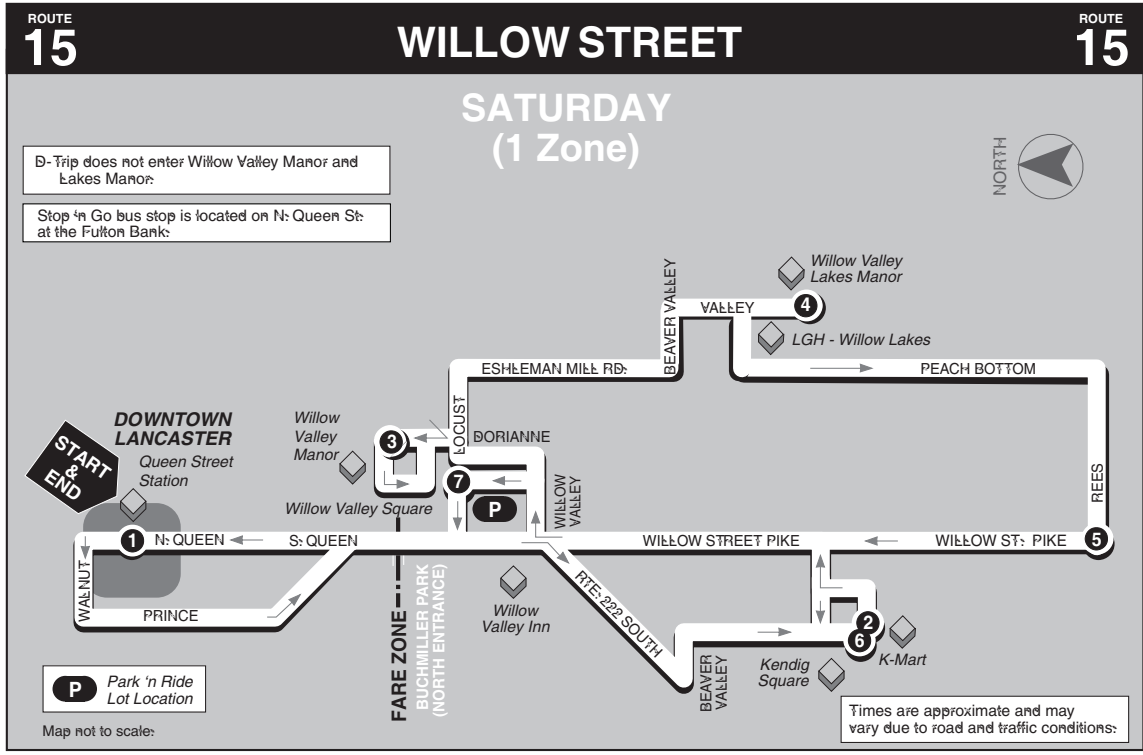 ROUTE
15
WILLOW STREET
ROUTE
15
SATURDAY
(1 Zone)
D-Trip does not enter Willow Valley Manor and
Lakes Manor.
Stop 'n Go bus stop is located on N. Queen St.
at the Fulton Bank.
NORTH
Willow Valley
Lakes Manor
4
BEAVER VALLEY
VALLEY
LGH - Willow Lakes
ESHLEMAN MILL RD.
PEACH BOTTOM
DOWNTOWN
LANCASTER
Queen Street
Station
START
&
END
Willow
Valley
Manor
3
LOCUST
DORIANNE
7
P
WILLOW
VALLEY
REES
Willow Valley Square
1
N. QUEEN
S. QUEEN
WILLOW STREET PIKE
WILLOW ST. PIKE
5
WALNUT
PRINCE
FARE ZONE
BUCHMILLER PARK
(NORTH ENTRANCE)
Willow
Valley Inn
RTE. 222 SOUTH
BEAVER
VALLEY
2
6
K-Mart
Kendig
Square
P
Park 'n Ride
Lot Location
Map not to scale.
Times are approximate and may
vary due to road and traffic conditions.